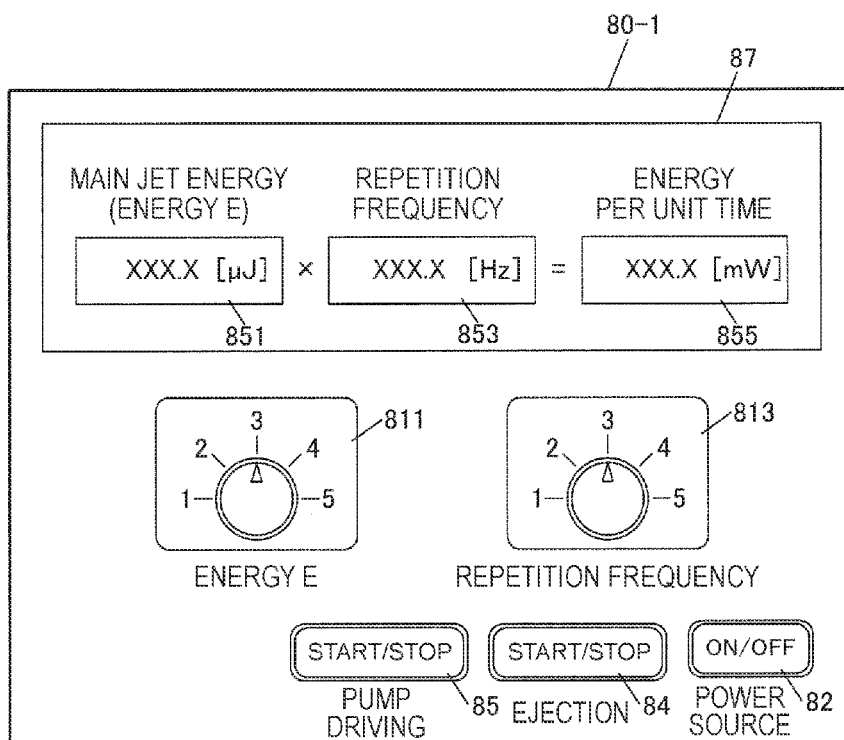 80-1
87
MAIN JET ENERGY REPETITION ENERGY
(ENERGY E) FREQUENCY PER UNIT TIME
XXX.X [µJ] × XXX.X [Hz] = XXX.X [mW]
851 853 855
3 811 3 813
2 4 2 4
1 5 1 5
ENERGY E REPETITION FREQUENCY
START/STOP START/STOP ON/OFF
PUMP 85 EJECTION 84 POWER 82
DRIVING SOURCE